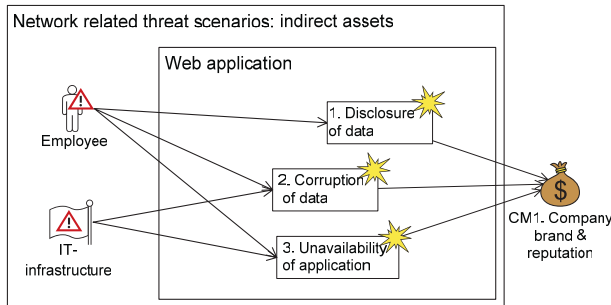 Network related threat scenarios: indirect assets
Web application
1. Disclosure
of data
Employee
2. Corruption
of data
$
CM1. Company
brand &
reputation
IT-
infrastructure
3. Unavailability
of application